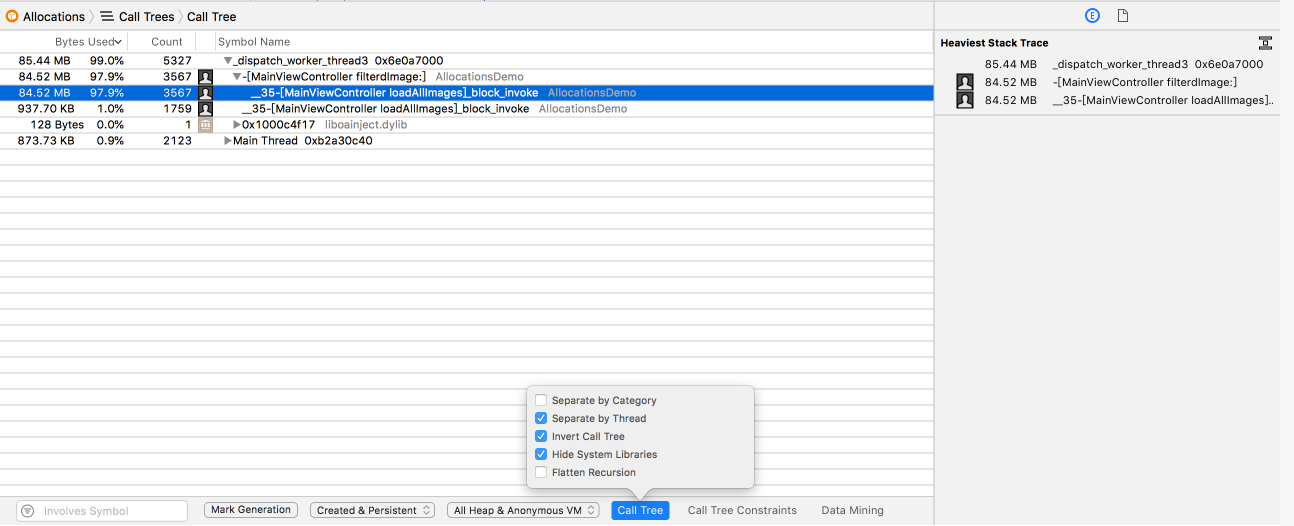 Allocations Call Trees Call Tree
Bytes Used Count Symbol Name
85.44 MB 99.0% 5327 _dispatch_worker_thread3 0x6e0a7000
84.52 MB 97.9% 3567 -[MainViewController filterdImage:] AllocationsDemo
84.52 MB 97.9% 3567 __35-[MainViewController loadAllImages]_block_invoke AllocationsDemo
937.70 KB 1.0% 1759 __35-[MainViewController loadAllImages]_block_invoke AllocationsDemo
128 Bytes 0.0% 1 0x1000c4f17 liboainject.dylib
873.73 KB 0.9% 2123 Main Thread 0xb2a30c40
E
Heaviest Stack Trace
85.44 MB _dispatch_worker_thread3 0x6e0a7000
84.52 MB -[MainViewController filterdImage:]
84.52 MB __35-[MainViewController loadAllImages]..
Separate by Category
Separate by Thread
Invert Call Tree
Hide System Libraries
Flatten Recursion
Involves Symbol Mark Generation Created & Persistent All Heap & Anonymous VM Call Tree Call Tree Constraints Data Mining